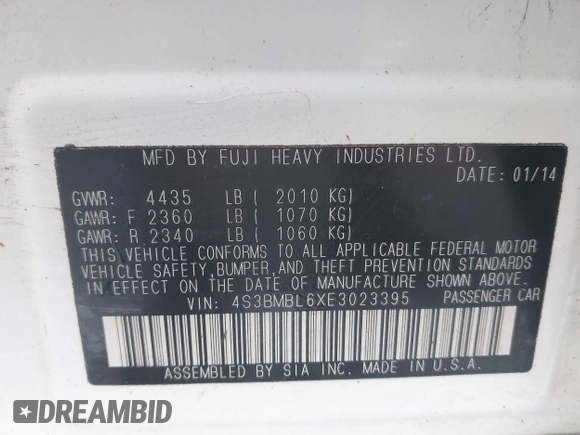 MFD BY FUJI HEAVY INDUSTRIES LTD.
DATE: 01/14
GVWR: 4435 LB ( 2010 KG)
GAWR: F 2360 LB ( 1070 KG)
GAWR: R 2340 LB ( 1060 KG)
THIS VEHICLE CONFORMS TO ALL APPLICABLE FEDERAL MOTOR
VEHICLE SAFETY, BUMPER, AND THEFT PREVENTION STANDARDS
IN EFFECT ON THE DATE OF MANUFACTURE SHOWN ABOVE.
VIN: 4S3BMBL6XE3023395 PASSENGER CAR
ASSEMBLED BY SIA INC. MADE IN U.S.A.
DREAMBID